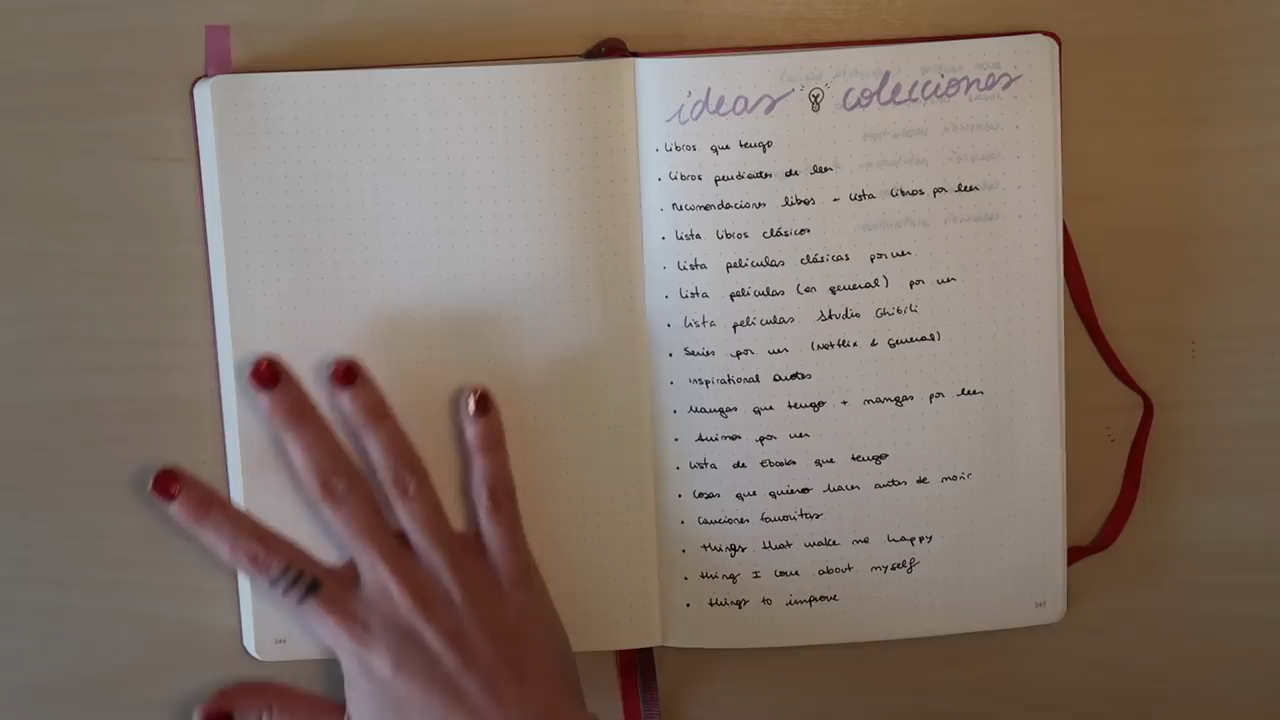 ideas colecciones
• Libros que tengo
• Libros pendientes de leer
• recomendaciones libros - lista libros por leer
• lista libros clásicos
• lista películas clásicas por ver
• lista películas (en general) por ver
• lista películas Studio Ghibili
• Series por ver (Netflix & general)
• inspirational quotes
• Mangas que tengo + mangas por leer
• Animes por ver
• lista de Ebooks que tengo
• Cosas que quiero hacer antes de morir
• Canciones favoritas
• things that make me happy
• thing I love about myself
• things to improve
244
245